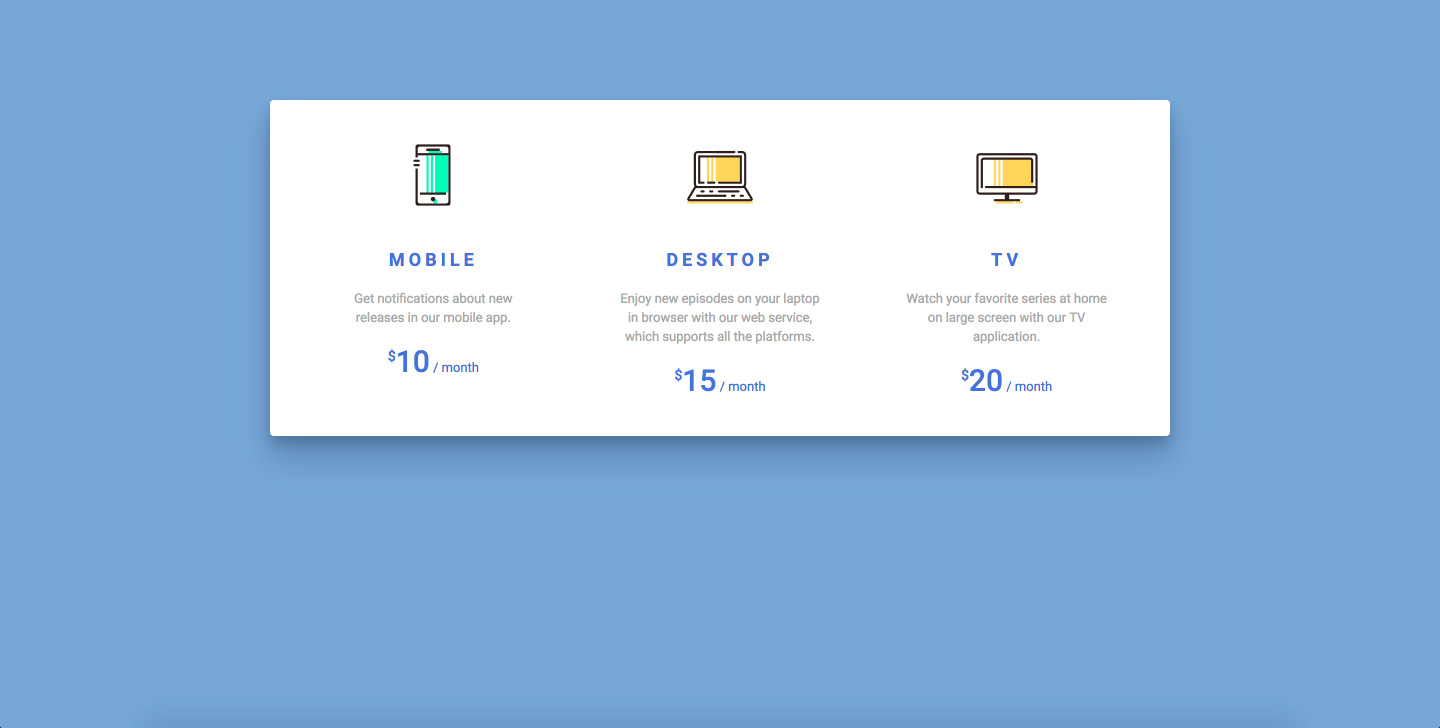 MOBILE
Get notifications about new
releases in our mobile app.
$10 / month
DESKTOP
Enjoy new episodes on your laptop
in browser with our web service,
which supports all the platforms.
$15 / month
TV
Watch your favorite series at home
on large screen with our TV
application.
$20 / month